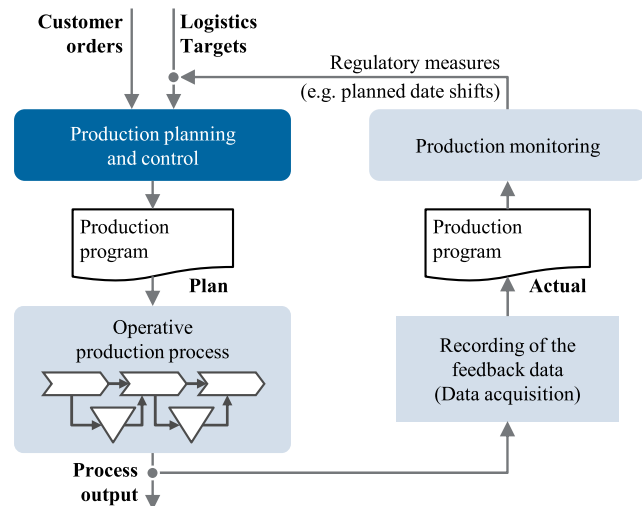 Customer
orders
Logistics
Targets
Regulatory measures
(e.g. planned date shifts)
Production planning
and control
Production monitoring
Production
program
Plan
Production
program
Actual
Operative
production process
Recording of the
feedback data
(Data acquisition)
Process
output